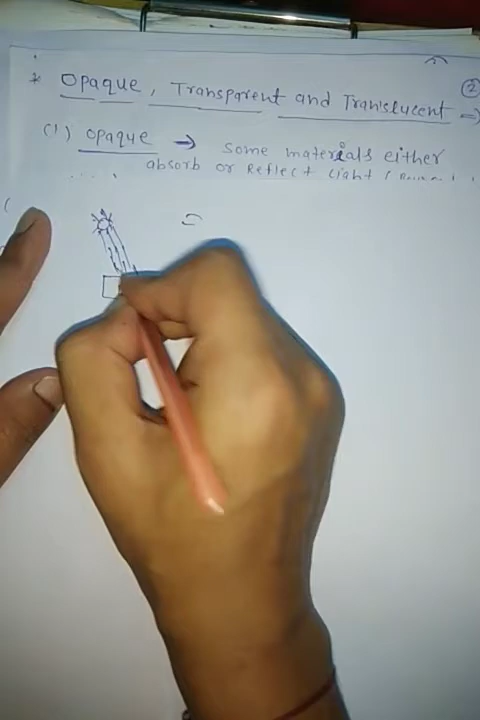 * Opaque, Transparent and Translucent => (2)
(1) Opaque → Some materials either
absorb or Reflect Light (